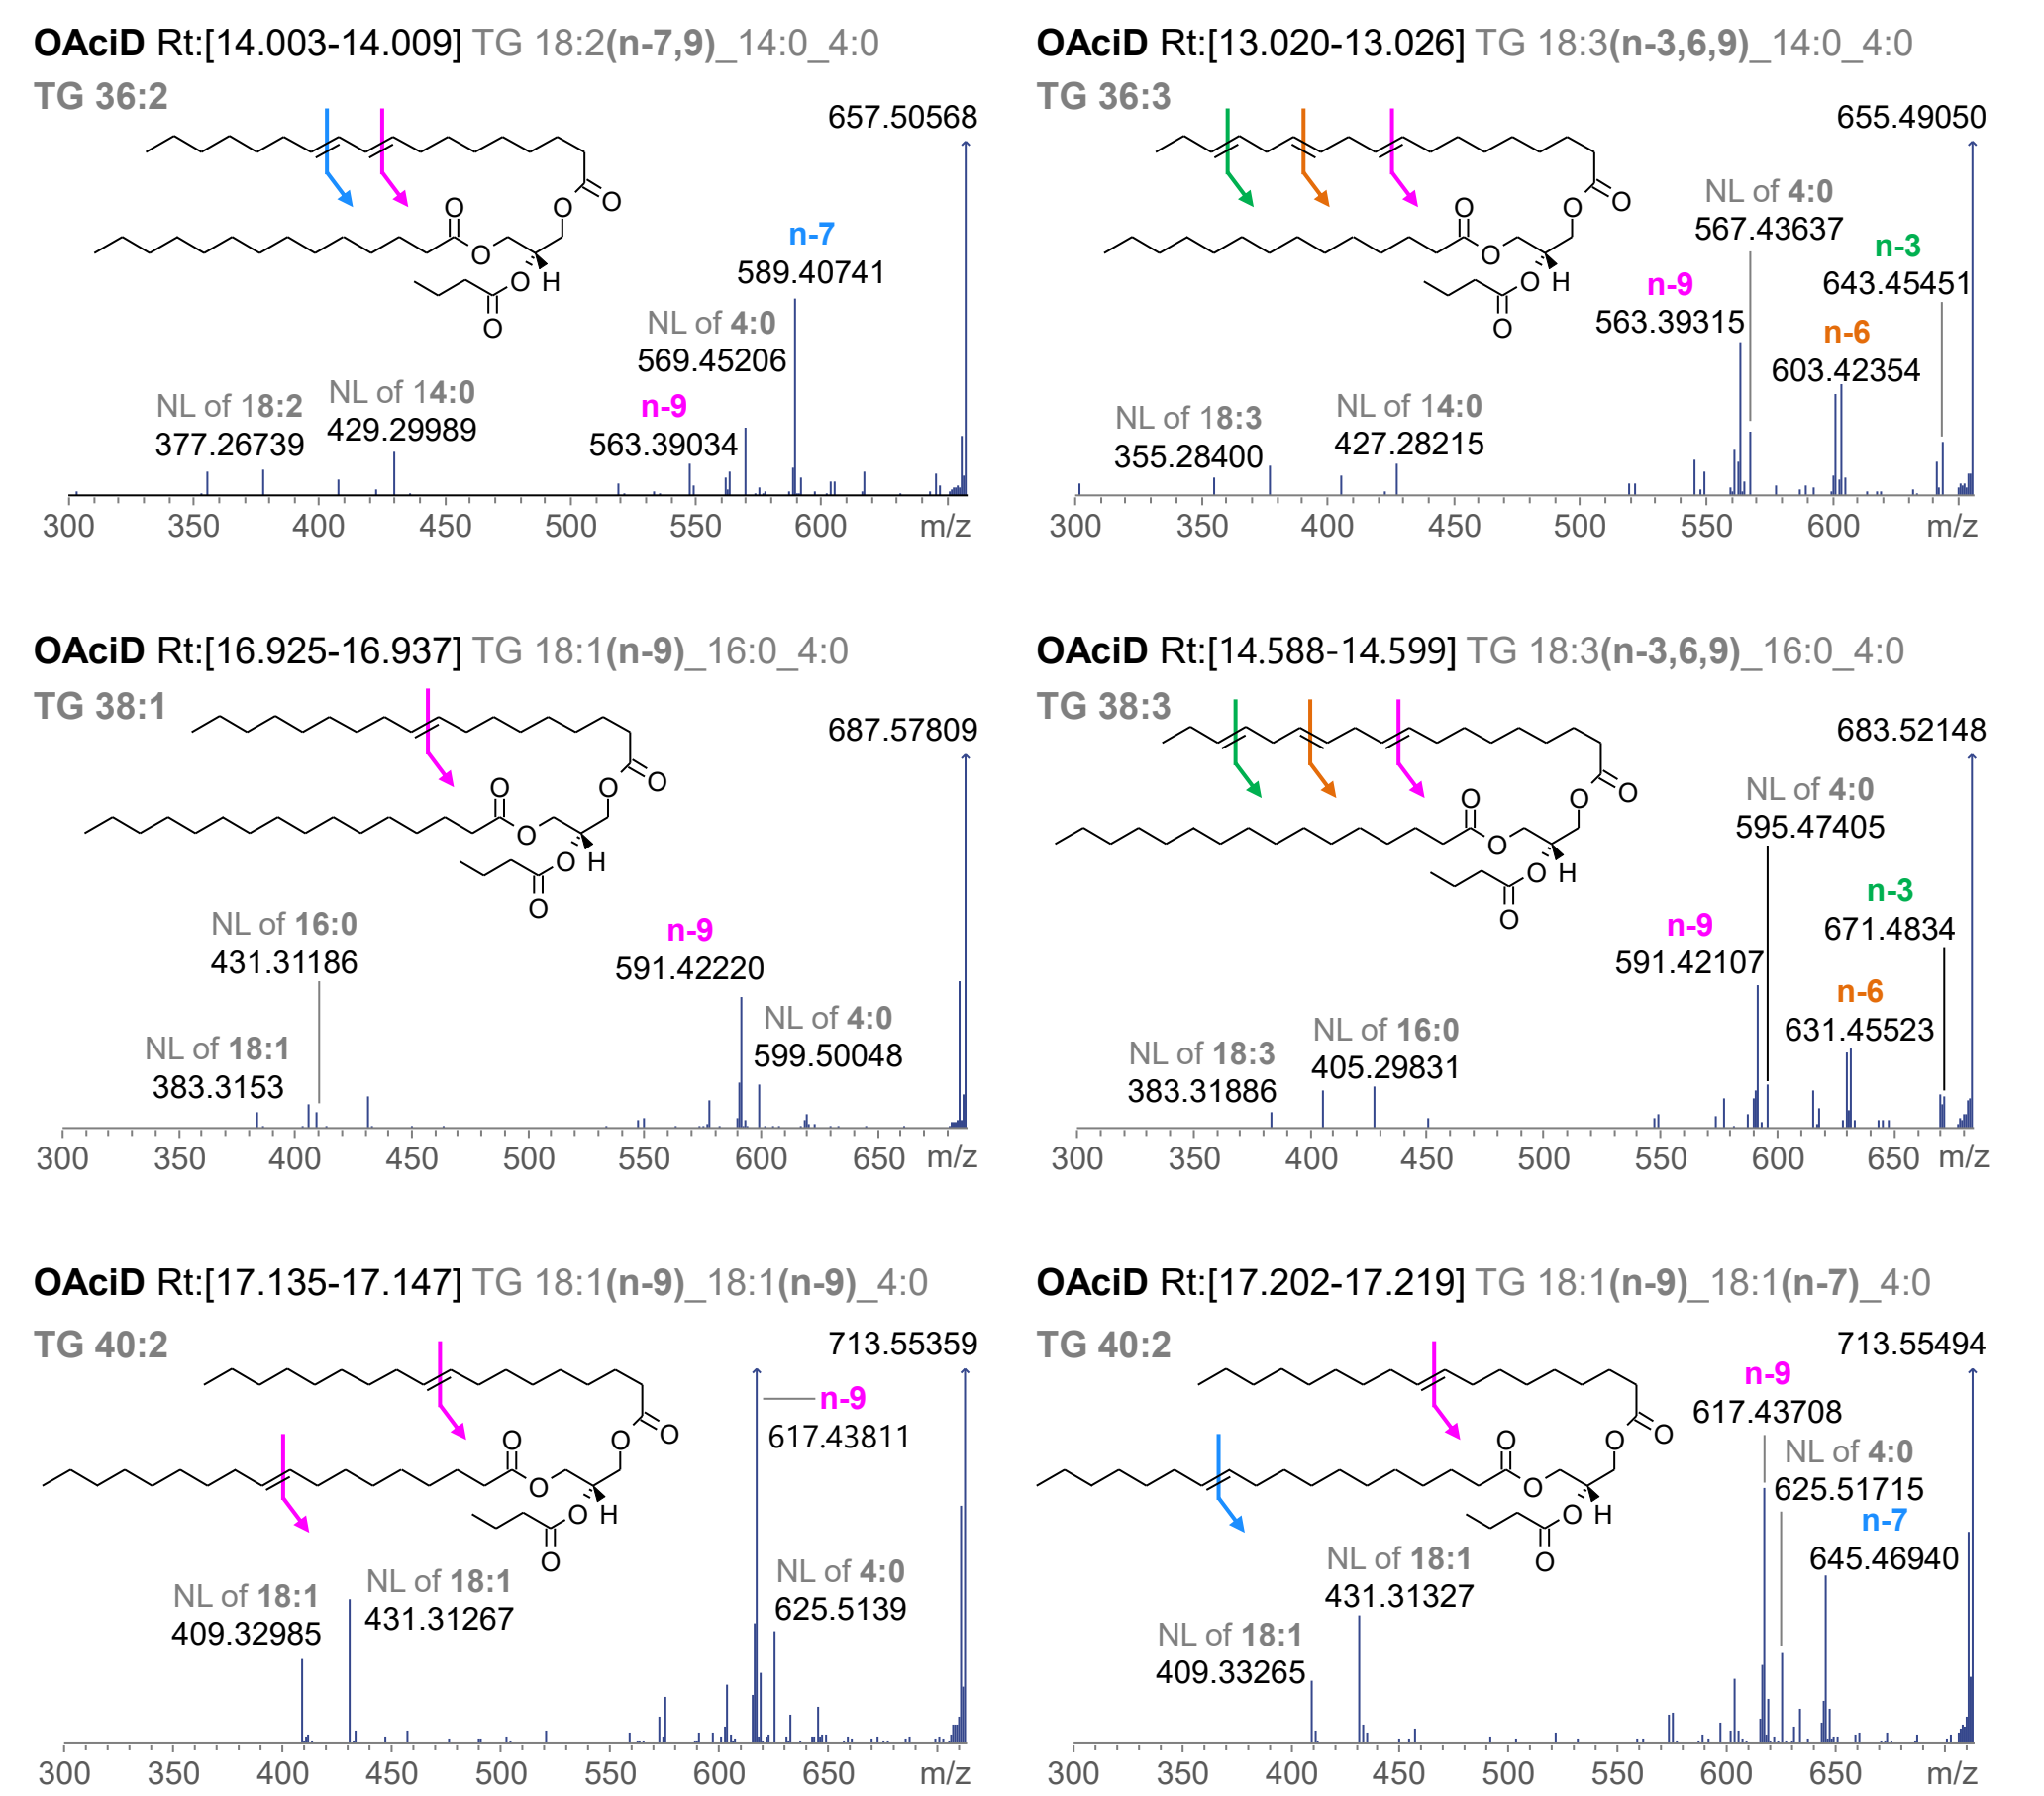 OAciD Rt:[14.003-14.009] TG 18:2(n-7,9)_14:0_4:0
TG 36:2
657.50568
O
O
O
O
O
H
O
n-7
589.40741
NL of 4:0
569.45206
n-9
563.39034
NL of 14:0
429.29989
NL of 18:2
377.26739
300 350 400 450 500 550 600 m/z
OAciD Rt:[13.020-13.026] TG 18:3(n-3,6,9)_14:0_4:0
TG 36:3
655.49050
O
O
O
O
O
H
O
NL of 4:0
567.43637
n-3
643.45451
n-9
563.39315
n-6
603.42354
NL of 14:0
427.28215
NL of 18:3
355.28400
300 350 400 450 500 550 600 m/z
OAciD Rt:[16.925-16.937] TG 18:1(n-9)_16:0_4:0
TG 38:1
687.57809
O
O
O
O
O
H
O
NL of 16:0
431.31186
n-9
591.42220
NL of 4:0
599.50048
NL of 18:1
383.3153
300 350 400 450 500 550 600 650 m/z
OAciD Rt:[14.588-14.599] TG 18:3(n-3,6,9)_16:0_4:0
TG 38:3
683.52148
O
O
O
O
O
H
O
NL of 4:0
595.47405
n-3
671.4834
n-9
591.42107
n-6
631.45523
NL of 16:0
405.29831
NL of 18:3
383.31886
300 350 400 450 500 550 600 650 m/z
OAciD Rt:[17.135-17.147] TG 18:1(n-9)_18:1(n-9)_4:0
TG 40:2
713.55359
O
O
O
O
O
H
O
n-9
617.43811
NL of 4:0
625.5139
NL of 18:1
431.31267
NL of 18:1
409.32985
300 350 400 450 500 550 600 650 m/z
OAciD Rt:[17.202-17.219] TG 18:1(n-9)_18:1(n-7)_4:0
TG 40:2
713.55494
O
O
O
O
O
H
O
n-9
617.43708
NL of 4:0
625.51715
n-7
645.46940
NL of 18:1
431.31327
NL of 18:1
409.33265
300 350 400 450 500 550 600 650 m/z